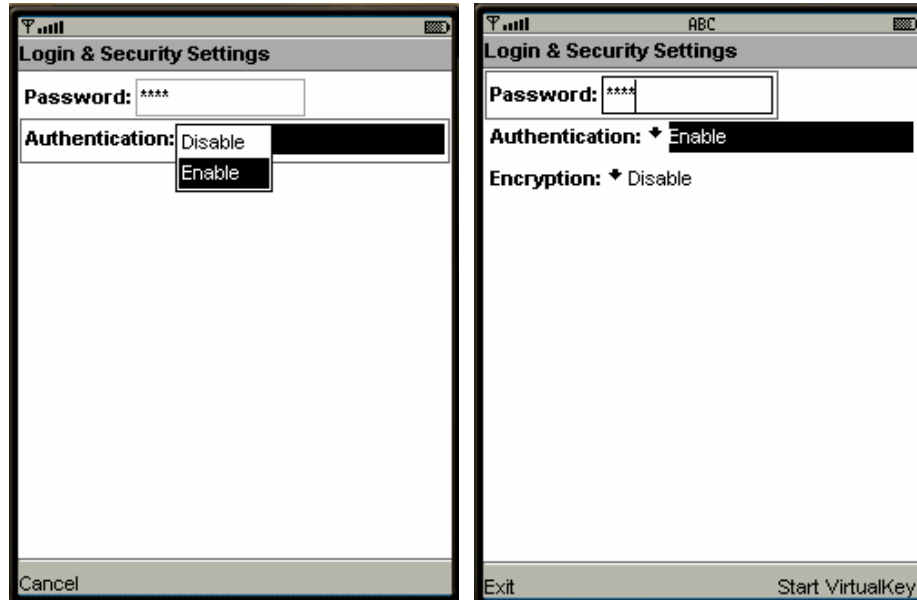 Login & Security Settings
Password: ****
Authentication:
Disable
Enable
Cancel
ABC
Login & Security Settings
Password: ****
Authentication: Enable
Encryption: Disable
Exit Start VirtualKey